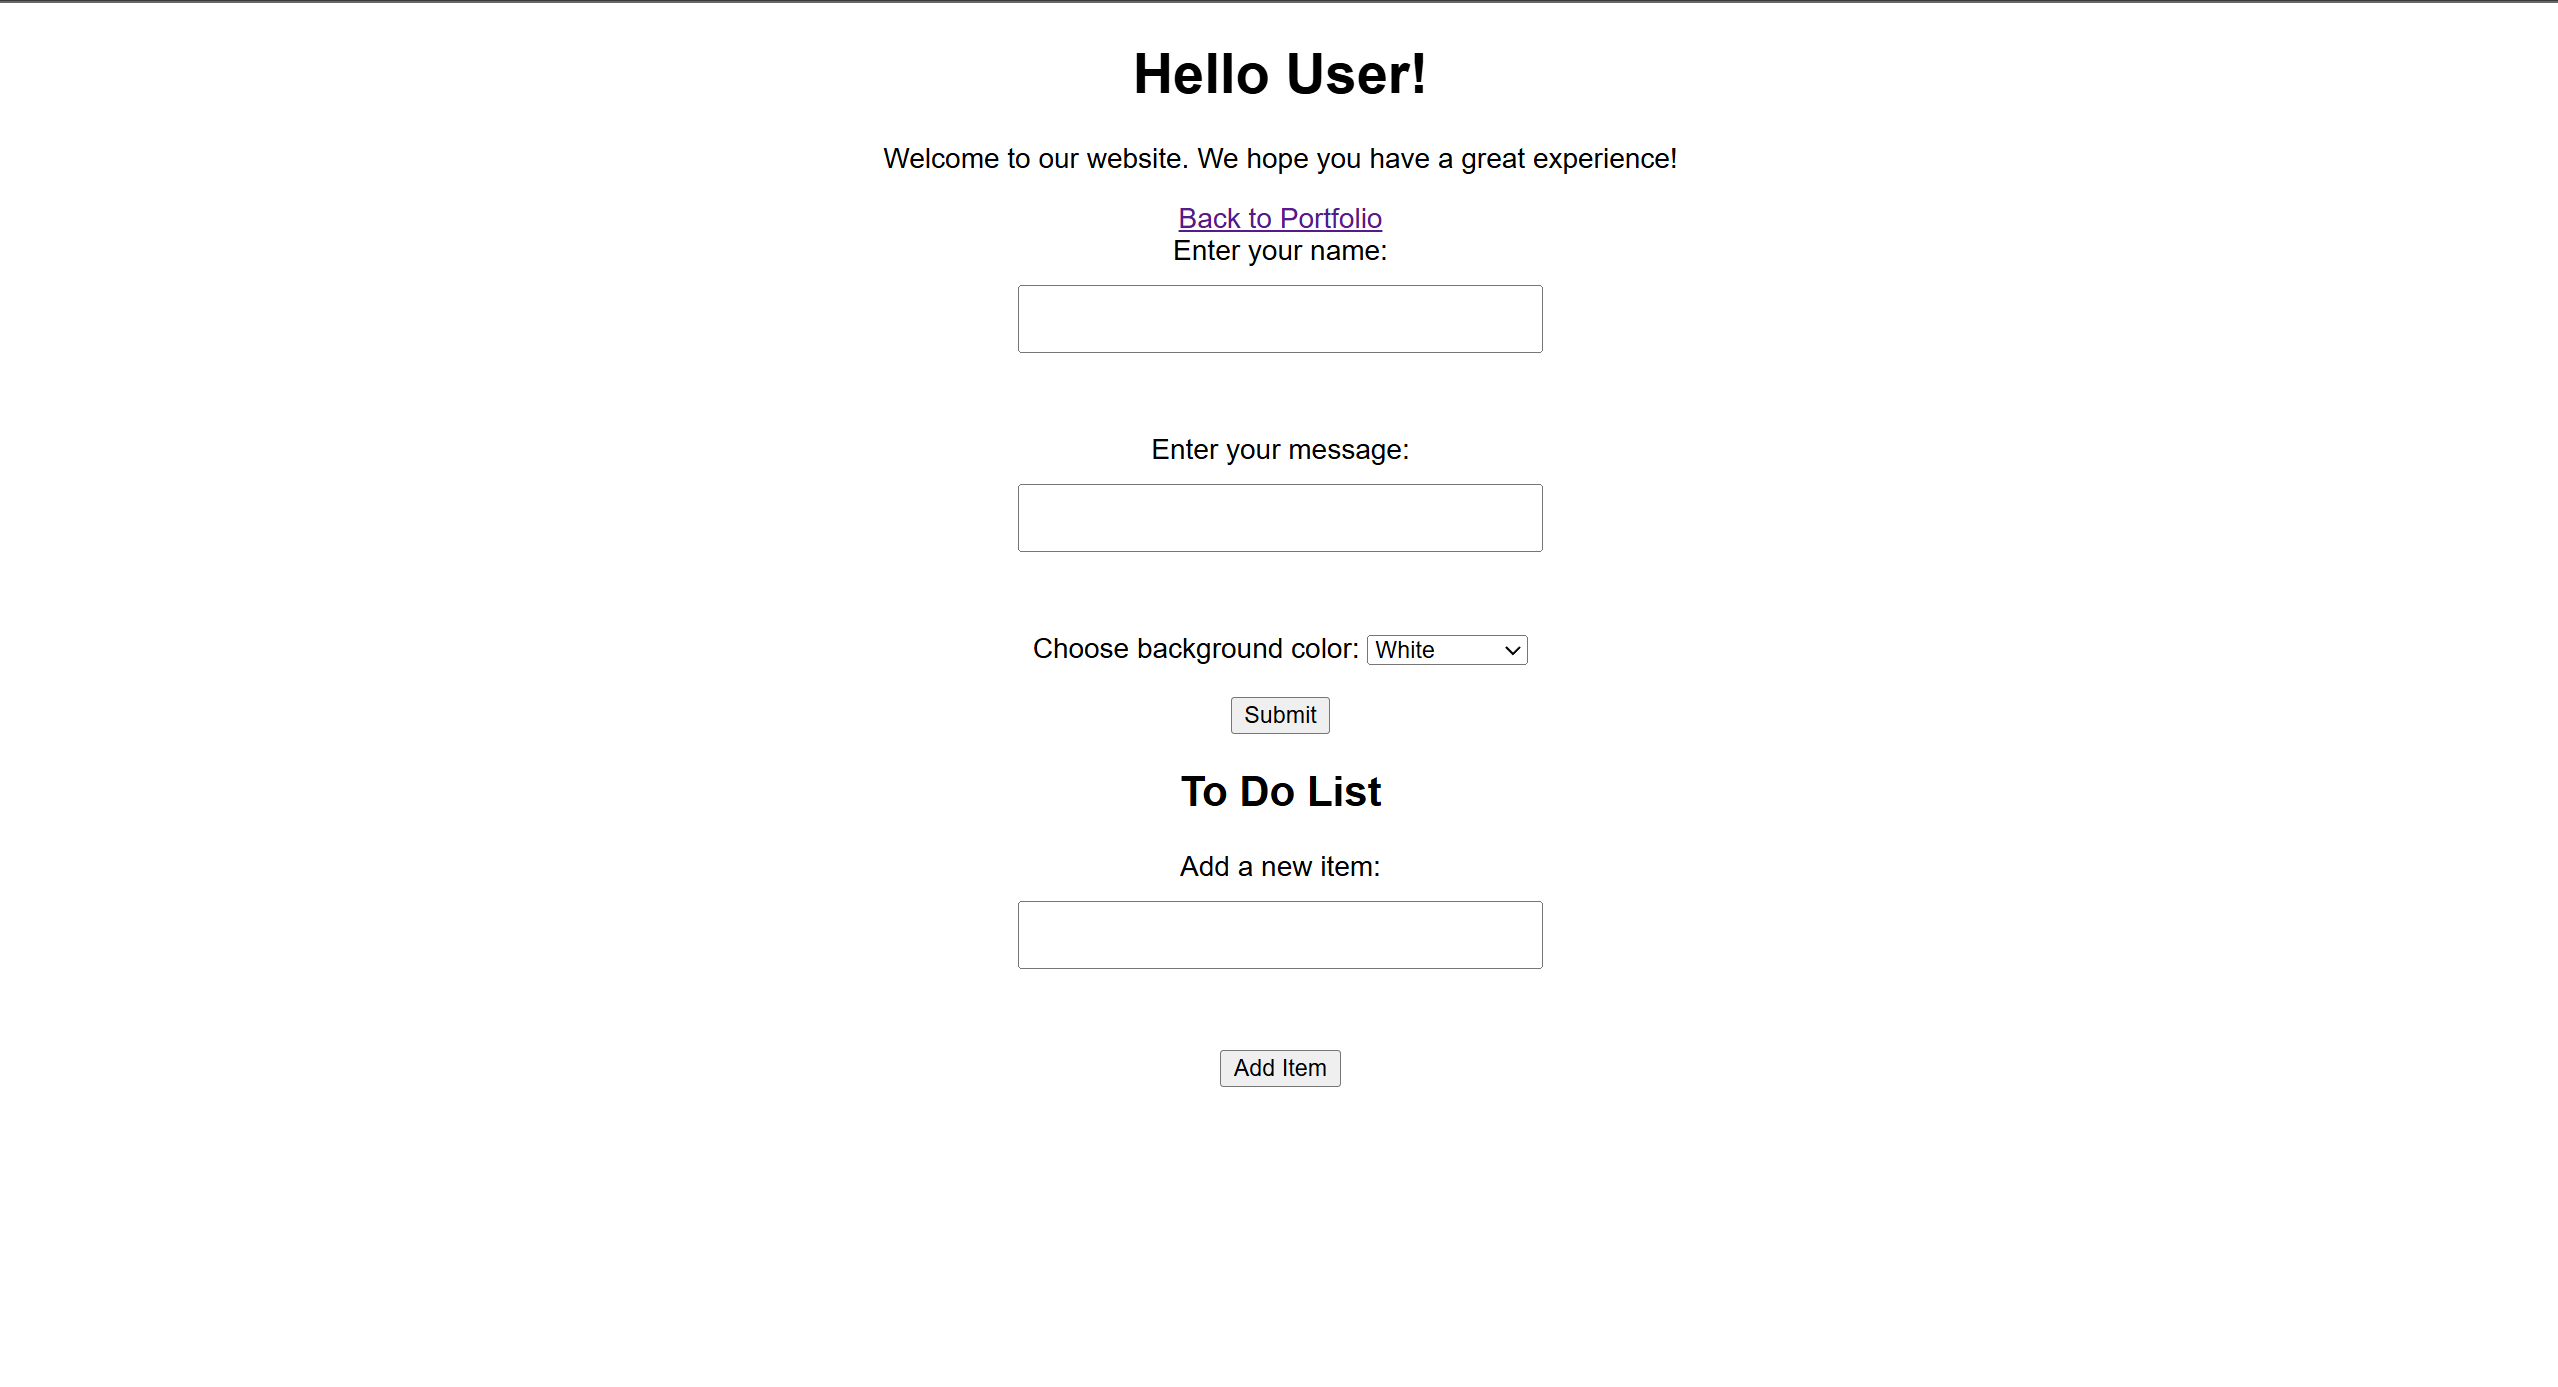 Hello User!
Welcome to our website. We hope you have a great experience!
Back to Portfolio
Enter your name:
Enter your message:
Choose background color: White
Submit
To Do List
Add a new item:
Add Item